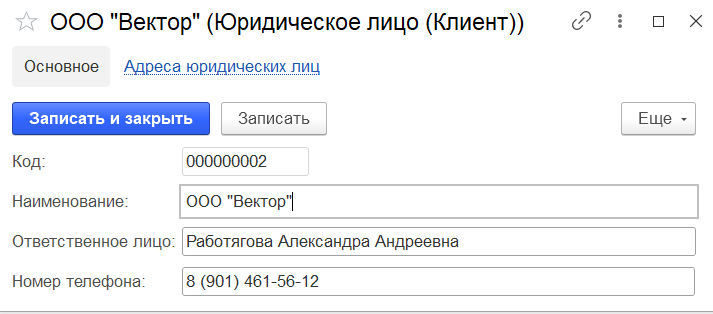 ООО "Вектор" (Юридическое лицо (Клиент))
Основное Адреса юридических лиц
Записать и закрыть Записать Еще
Код: 000000002
Наименование: ООО "Вектор"
Ответственное лицо: Работягова Александра Андреевна
Номер телефона: 8 (901) 461-56-12